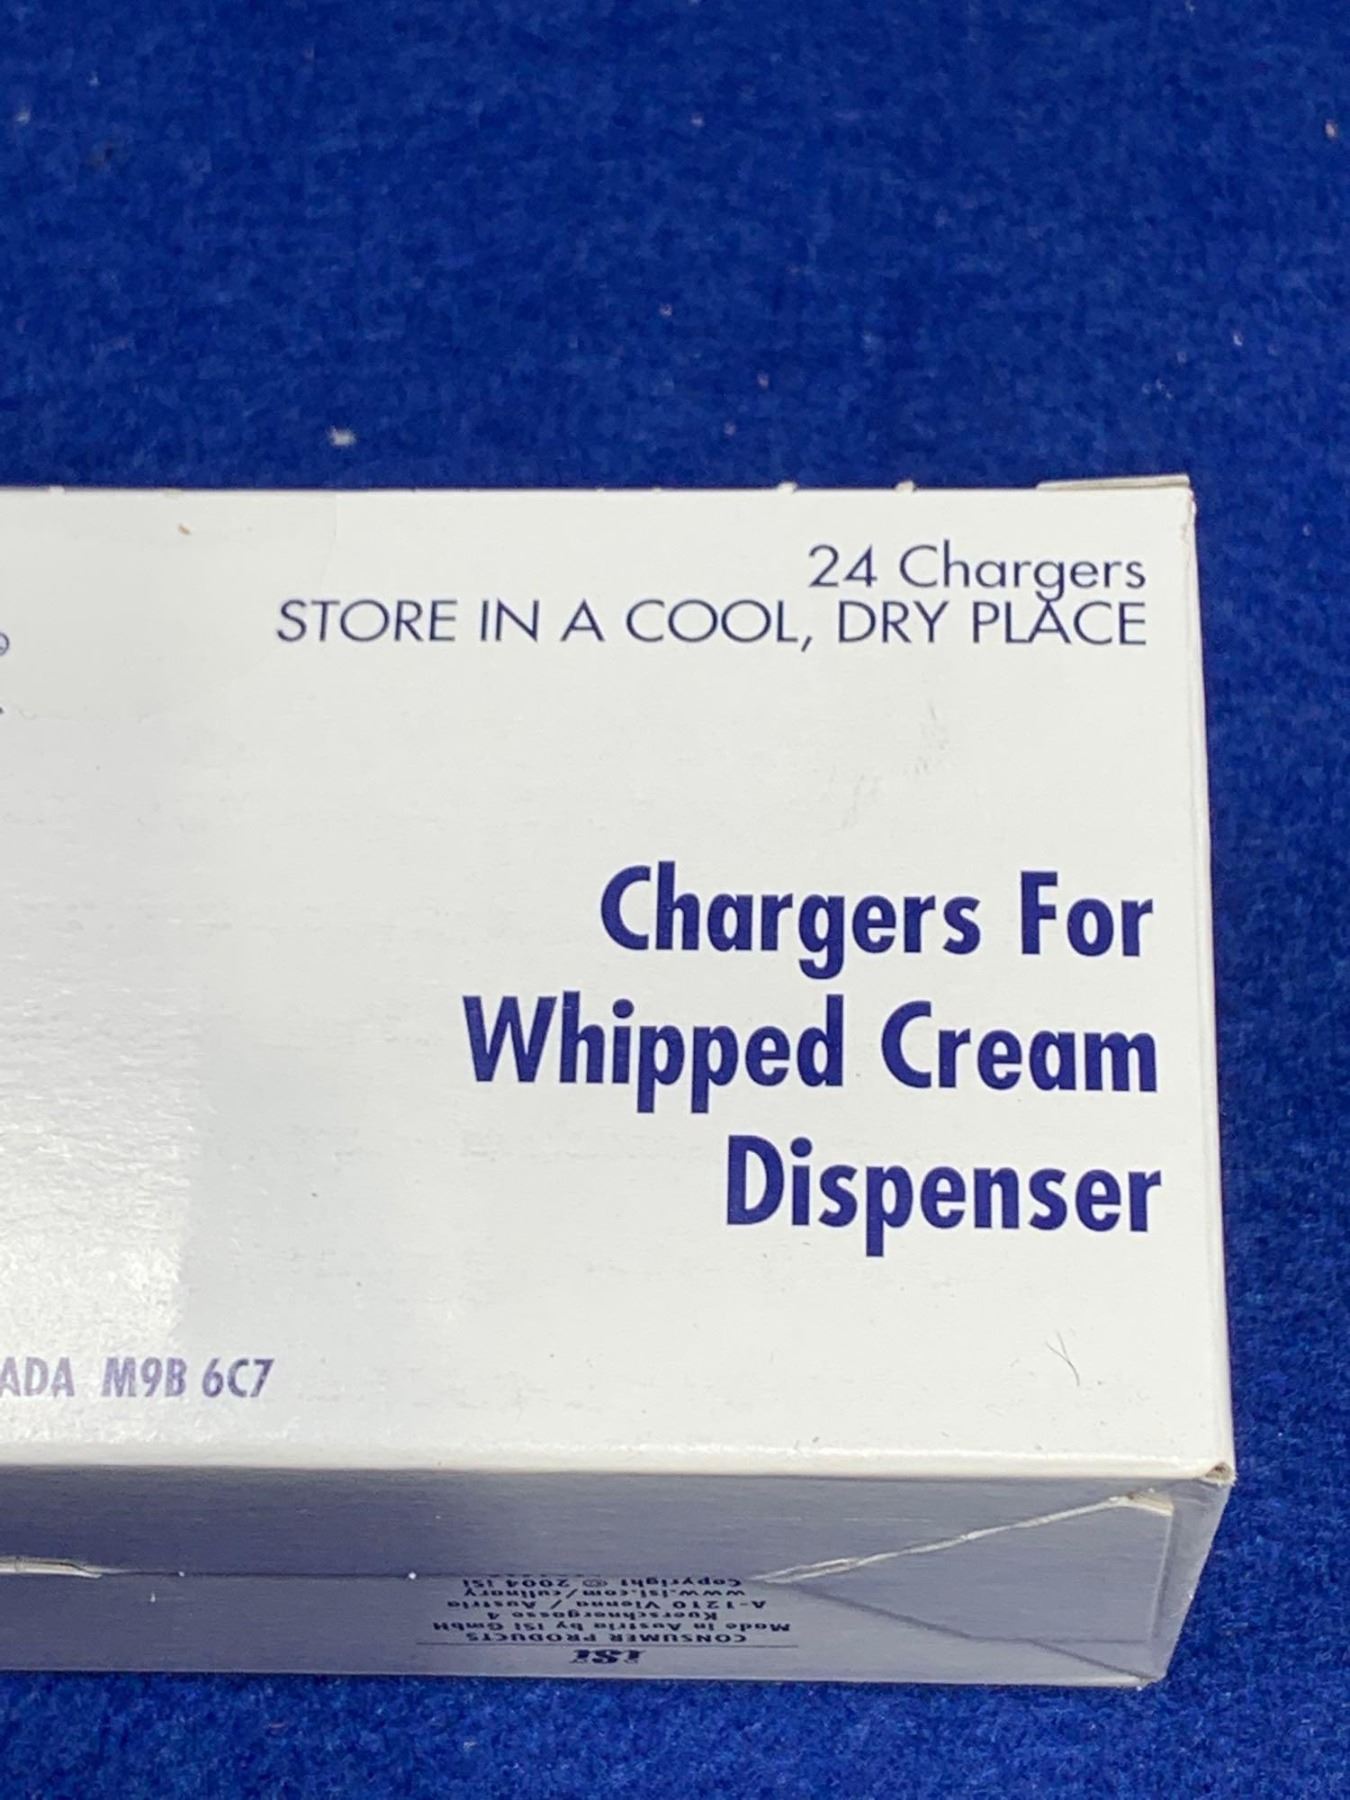 24 Chargers
STORE IN A COOL, DRY PLACE
®
Chargers For
Whipped Cream
Dispenser
ADA M9B 6C7
iSi
CONSUMER PRODUCTS
Made in Austria by iSi GmbH
Kuerschnergasse 4
A-1210 Vienna / Austria
www.isi.com/culinary
Copyright © 2004 iSi